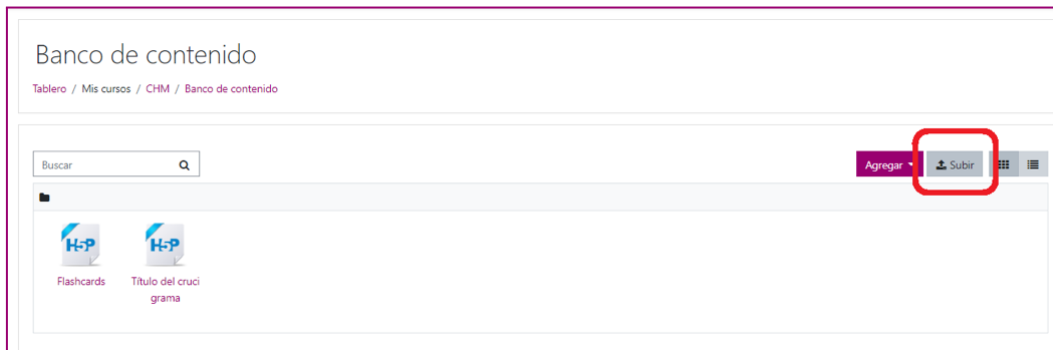 Banco de contenido
Tablero / Mis cursos / CHM / Banco de contenido
Buscar
Agregar
Subir
H5P
H5P
Flashcards
Título del cruci
grama